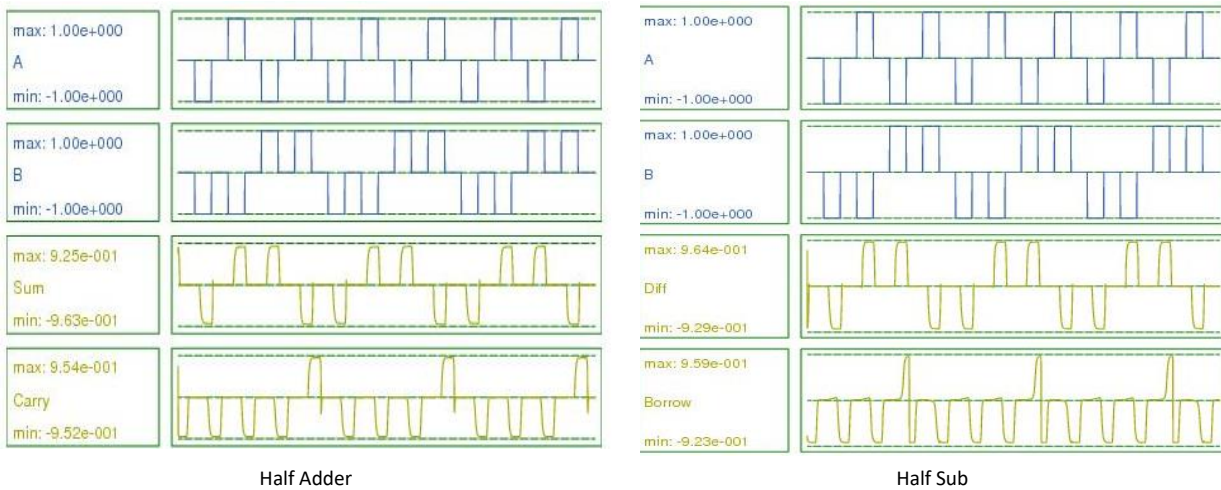 max: 1.00e+000
A
min: -1.00e+000
max: 1.00e+000
B
min: -1.00e+000
max: 9.25e-001
Sum
min: -9.63e-001
max: 9.54e-001
Carry
min: -9.52e-001
Half Adder
max: 1.00e+000
A
min: -1.00e+000
max: 1.00e+000
B
min: -1.00e+000
max: 9.64e-001
Diff
min: -9.29e-001
max: 9.59e-001
Borrow
min: -9.23e-001
Half Sub